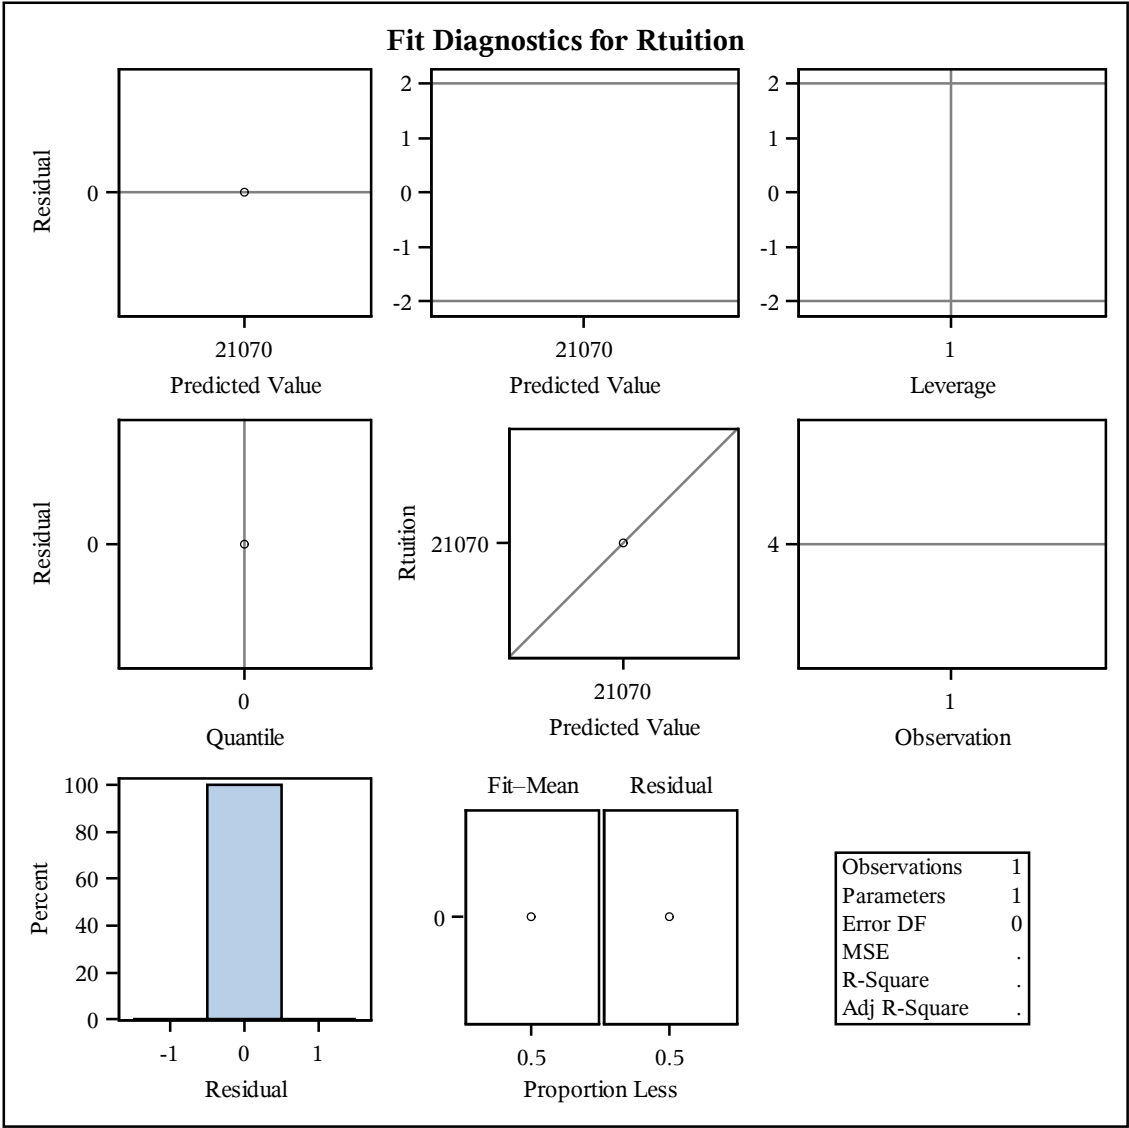 Fit Diagnostics for Rtuition
Residual
0
21070
Predicted Value
2
1
0
-1
-2
21070
Predicted Value
2
1
0
-1
-2
1
Leverage
Residual
0
0
Quantile
Rtuition
21070
21070
Predicted Value
4
1
Observation
Percent
100
80
60
40
20
0
-1 0 1
Residual
Fit–Mean Residual
0
0.5 0.5
Proportion Less
Observations 1
Parameters 1
Error DF 0
MSE .
R-Square .
Adj R-Square .